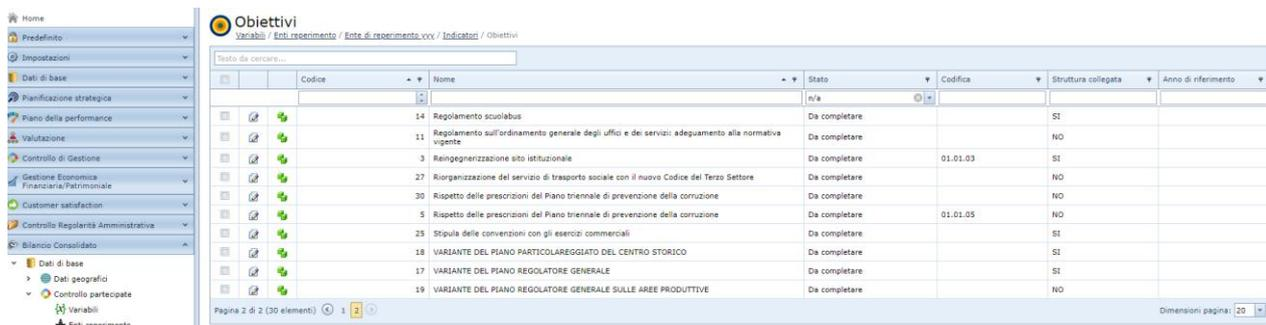 Home
Predefinito
Impostazioni
Dati di base
Pianificazione strategica
Piano della performance
Valutazione
Controllo di Gestione
Gestione Economica
Finanziaria/Patrimoniale
Customer satisfaction
Controllo Regolarità Amministrativa
Bilancio Consolidato
Dati di base
Dati geografici
Controllo partecipate
Variabili
Enti reperimento
Obiettivi
Variabili / Enti reperimento / Ente di reperimento yyy / Indicatori / Obiettivi
Testo da cercare...
Codice Nome Stato Codifica Struttura collegata Anno di riferimento
n/a
14 Regolamento scuolabus Da completare SI
11 Regolamento sull'ordinamento generale degli uffici e dei servizi: adeguamento alla normativa
vigente Da completare NO
3 Reingegnerizzazione sito istituzionale Da completare 01.01.03 SI
27 Riorganizzazione del servizio di trasporto sociale con il nuovo Codice del Terzo Settore Da completare NO
30 Rispetto delle prescrizioni del Piano triennale di prevenzione della corruzione Da completare NO
5 Rispetto delle prescrizioni del Piano triennale di prevenzione della corruzione Da completare 01.01.05 NO
25 Stipula delle convenzioni con gli esercizi commerciali Da completare SI
18 VARIANTE DEL PIANO PARTICOLAREGGIATO DEL CENTRO STORICO Da completare SI
17 VARIANTE DEL PIANO REGOLATORE GENERALE Da completare SI
19 VARIANTE DEL PIANO REGOLATORE GENERALE SULLE AREE PRODUTTIVE Da completare NO
Pagina 2 di 2 (30 elementi) 1 2
Dimensioni pagina: 20